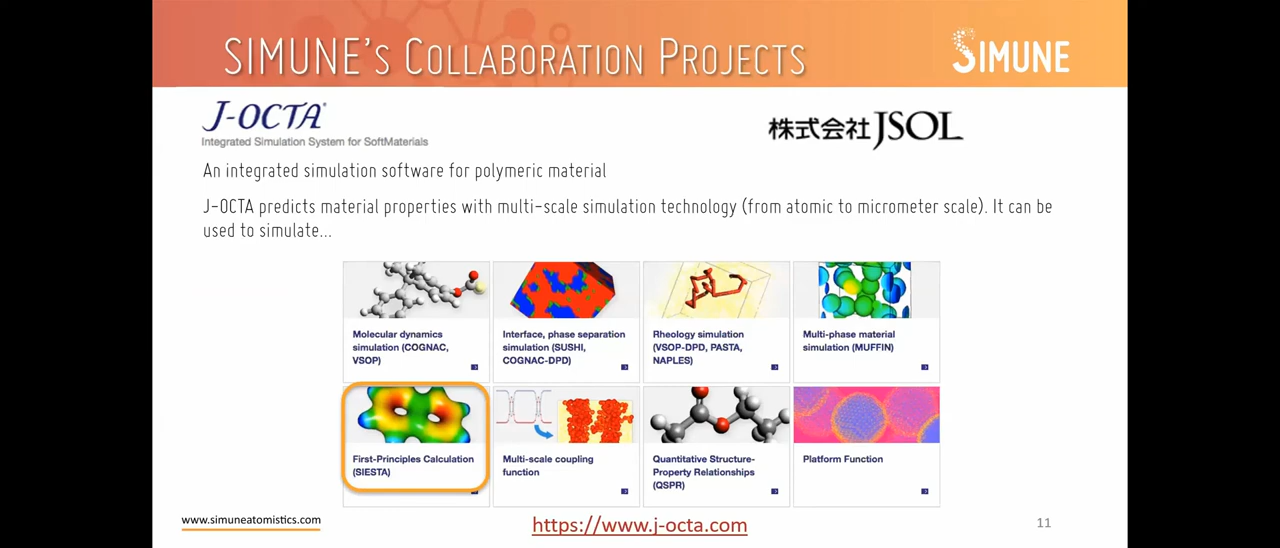 SIMUNE's Collaboration Projects
SIMUNE
J-OCTA®
Integrated Simulation System for SoftMaterials
株式会社JSOL
An integrated simulation software for polymeric material
J-OCTA predicts material properties with multi-scale simulation technology (from atomic to micrometer scale). It can be
used to simulate...
Molecular dynamics
simulation (COGNAC,
VSOP)
Interface, phase separation
simulation (SUSHI,
COGNAC-DPD)
Rheology simulation
(VSOP-DPD, PASTA,
NAPLES)
Multi-phase material
simulation (MUFFIN)
First-Principles Calculation
(SIESTA)
Multi-scale coupling
function
Quantitative Structure-
Property Relationships
(QSPR)
Platform Function
www.simuneatomistics.com
https://www.j-octa.com
11